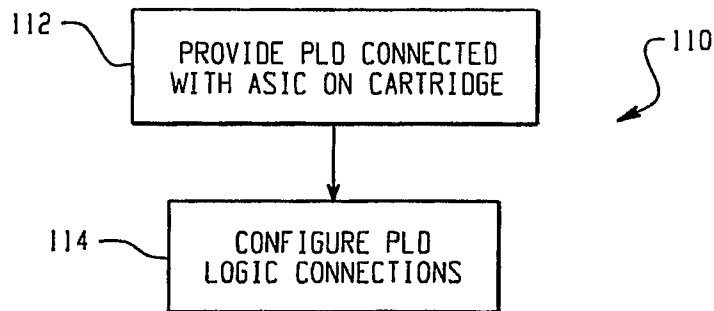 112
PROVIDE PLD CONNECTED
WITH ASIC ON CARTRIDGE
110
114
CONFIGURE PLD
LOGIC CONNECTIONS